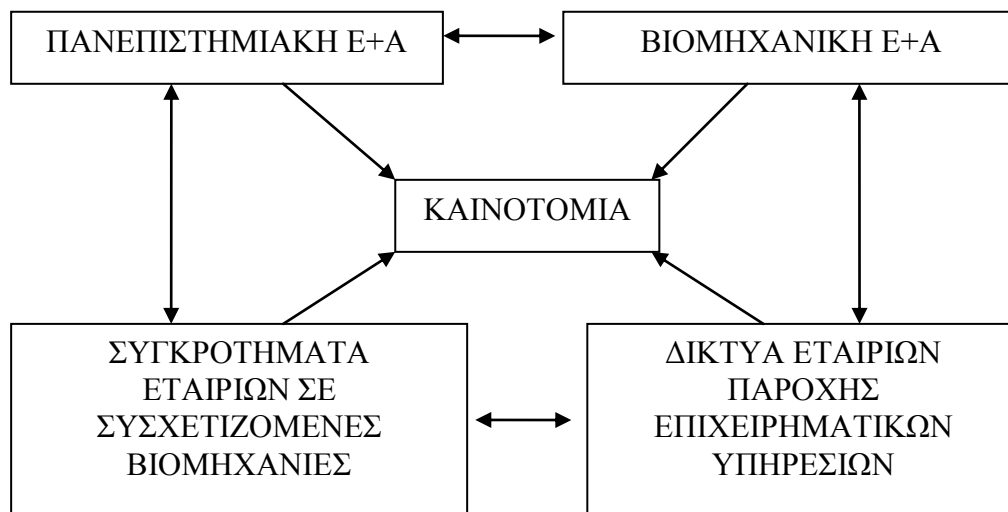 ΠΑΝΕΠΙΣΤΗΜΙΑΚΗ Ε+Α
ΒΙΟΜΗΧΑΝΙΚΗ Ε+Α
ΚΑΙΝΟΤΟΜΙΑ
ΣΥΓΚΡΟΤΗΜΑΤΑ
ΕΤΑΙΡΙΩΝ ΣΕ
ΣΥΣΧΕΤΙΖΟΜΕΝΕΣ
ΒΙΟΜΗΧΑΝΙΕΣ
ΔΙΚΤΥΑ ΕΤΑΙΡΙΩΝ
ΠΑΡΟΧΗΣ
ΕΠΙΧΕΙΡΗΜΑΤΙΚΩΝ
ΥΠΗΡΕΣΙΩΝ